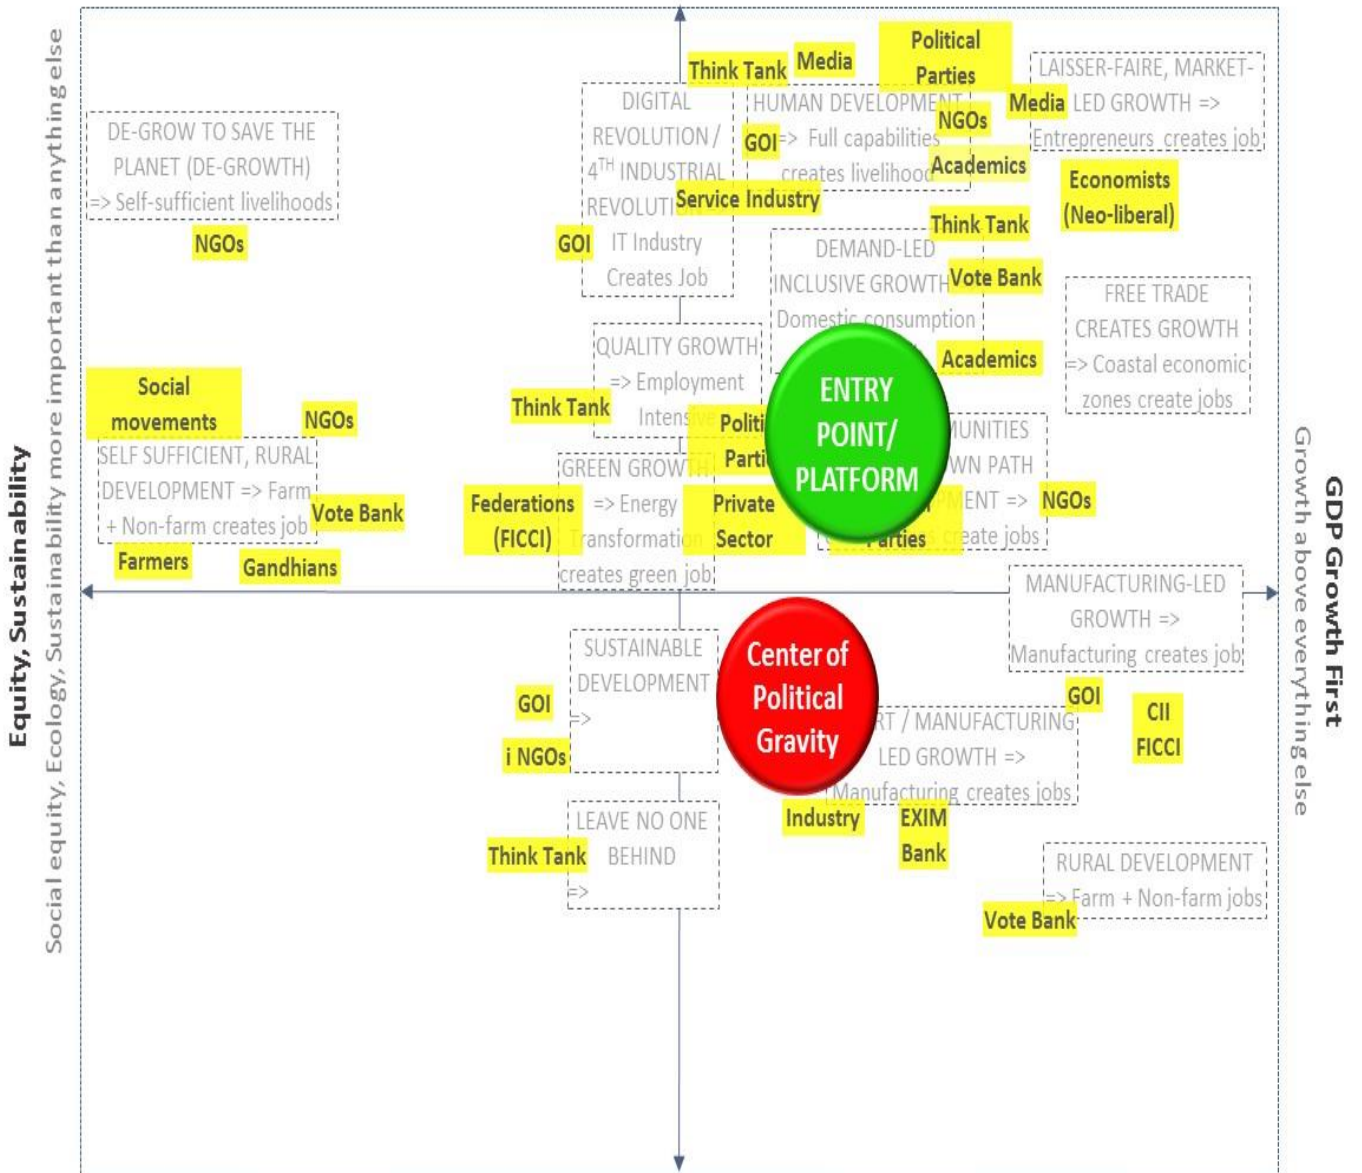 Equity, Sustainability
Social equity, Ecology, Sustainability more important than anything else
DE-GROW TO SAVE THE
PLANET (DE-GROWTH)
=> Self-sufficient livelihoods
NGOs
Social
movements
NGOs
SELF SUFFICIENT, RURAL
DEVELOPMENT => Farm
+ Non-farm creates job
Vote Bank
Farmers
Gandhians
Think Tank
Media
Political
Parties
DIGITAL
REVOLUTION /
4TH INDUSTRIAL
REVOLUTION
IT Industry
Creates Job
GOI
Service Industry
HUMAN DEVELOPMENT
=> Full capabilities
creates livelihood
GOI
NGOs
Academics
LAISSER-FAIRE, MARKET-
LED GROWTH =>
Entrepreneurs creates job
Media
Economists
(Neo-liberal)
DEMAND-LED
INCLUSIVE GROWTH
Domestic consumption
Think Tank
Vote Bank
Academics
FREE TRADE
CREATES GROWTH
=> Coastal economic
zones create jobs
QUALITY GROWTH
=> Employment
Intensive
Think Tank
ENTRY
POINT/
PLATFORM
GREEN GROWTH
=> Energy
Transformation
creates green job
Federations
(FICCI)
Private
Sector
PATH
=>
create jobs
NGOs
Parties
MANUFACTURING-LED
GROWTH =>
Manufacturing creates job
GOI
CII
FICCI
SUSTAINABLE
DEVELOPMENT
=>
GOI
i NGOs
Center of
Political
Gravity
/ MANUFACTURING
LED GROWTH =>
Manufacturing creates jobs
Industry
EXIM
Bank
LEAVE NO ONE
BEHIND
=>
Think Tank
RURAL DEVELOPMENT
=> Farm + Non-farm jobs
Vote Bank
GDP Growth First
Growth above everything else